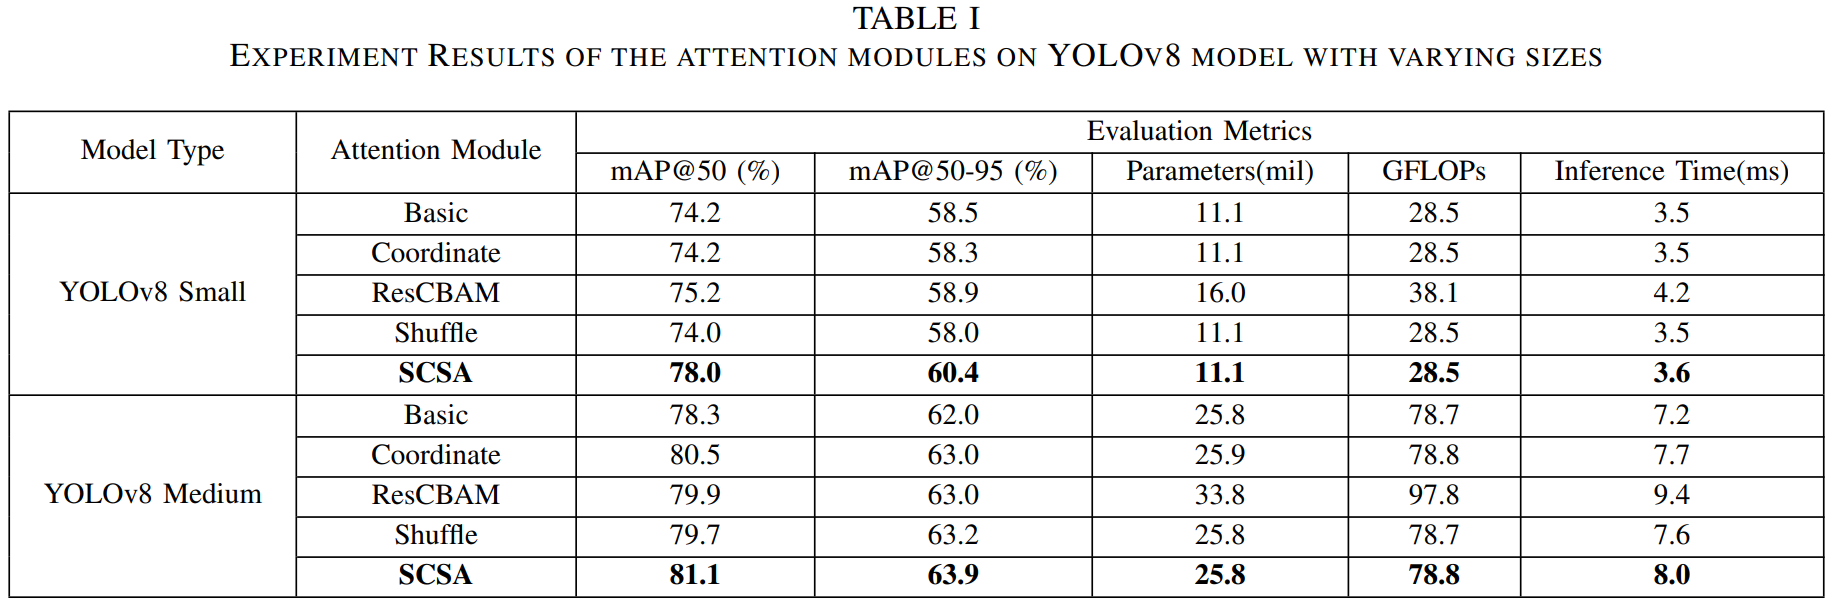 TABLE I
EXPERIMENT RESULTS OF THE ATTENTION MODULES ON YOLOV8 MODEL WITH VARYING SIZES
Model Type Attention Module Evaluation Metrics
mAP@50 (%) mAP@50-95 (%) Parameters(mil) GFLOPs Inference Time(ms)
YOLOv8 Small
Basic 74.2 58.5 11.1 28.5 3.5
Coordinate 74.2 58.3 11.1 28.5 3.5
ResCBAM 75.2 58.9 16.0 38.1 4.2
Shuffle 74.0 58.0 11.1 28.5 3.5
SCSA 78.0 60.4 11.1 28.5 3.6
YOLOv8 Medium
Basic 78.3 62.0 25.8 78.7 7.2
Coordinate 80.5 63.0 25.9 78.8 7.7
ResCBAM 79.9 63.0 33.8 97.8 9.4
Shuffle 79.7 63.2 25.8 78.7 7.6
SCSA 81.1 63.9 25.8 78.8 8.0